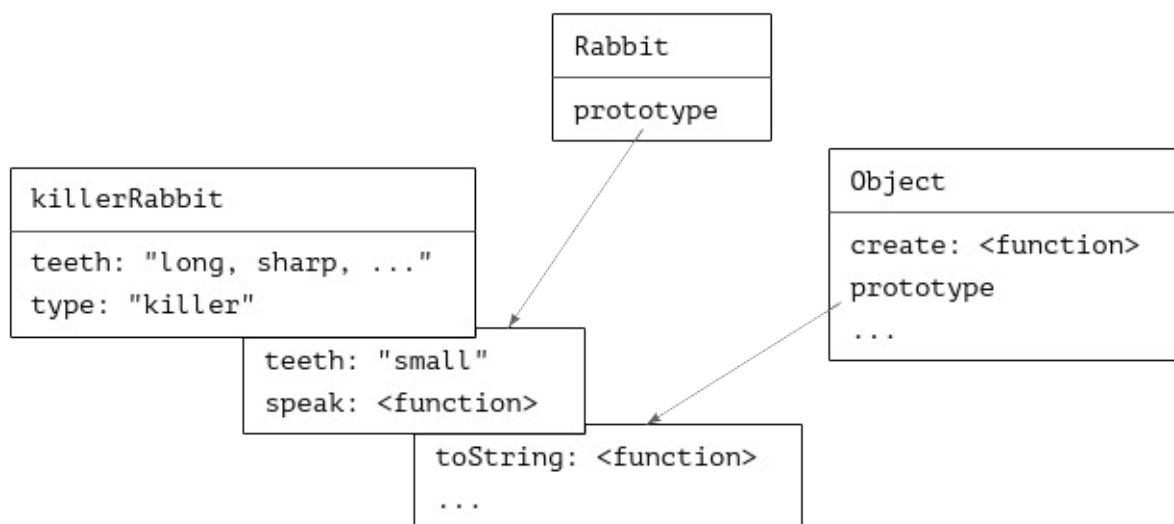 Rabbit
prototype
killerRabbit
teeth: "long, sharp, ..."
type: "killer"
Object
create: <function>
prototype
...
teeth: "small"
speak: <function>
toString: <function>
...